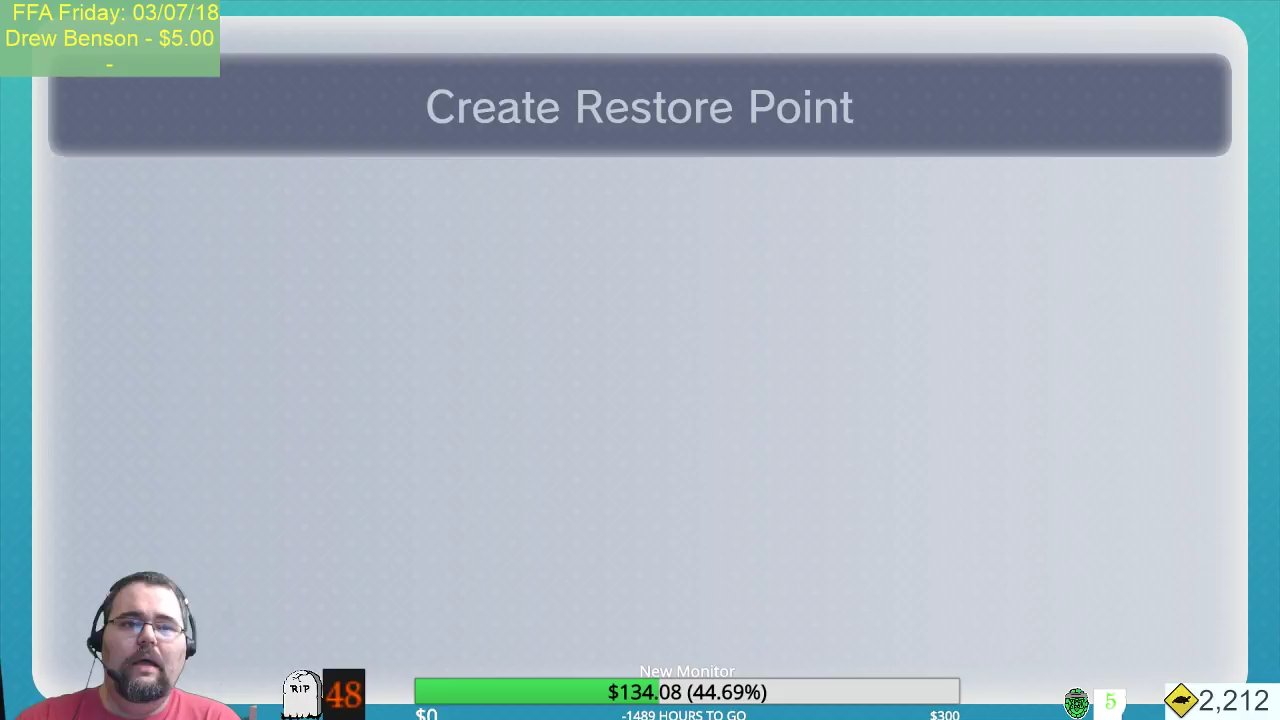 FFA Friday: 03/07/18
Drew Benson - $5.00
-
Create Restore Point
New Monitor
RIP
48
$134.08 (44.69%)
$0
-1489 HOURS TO GO
$300
5
2,212